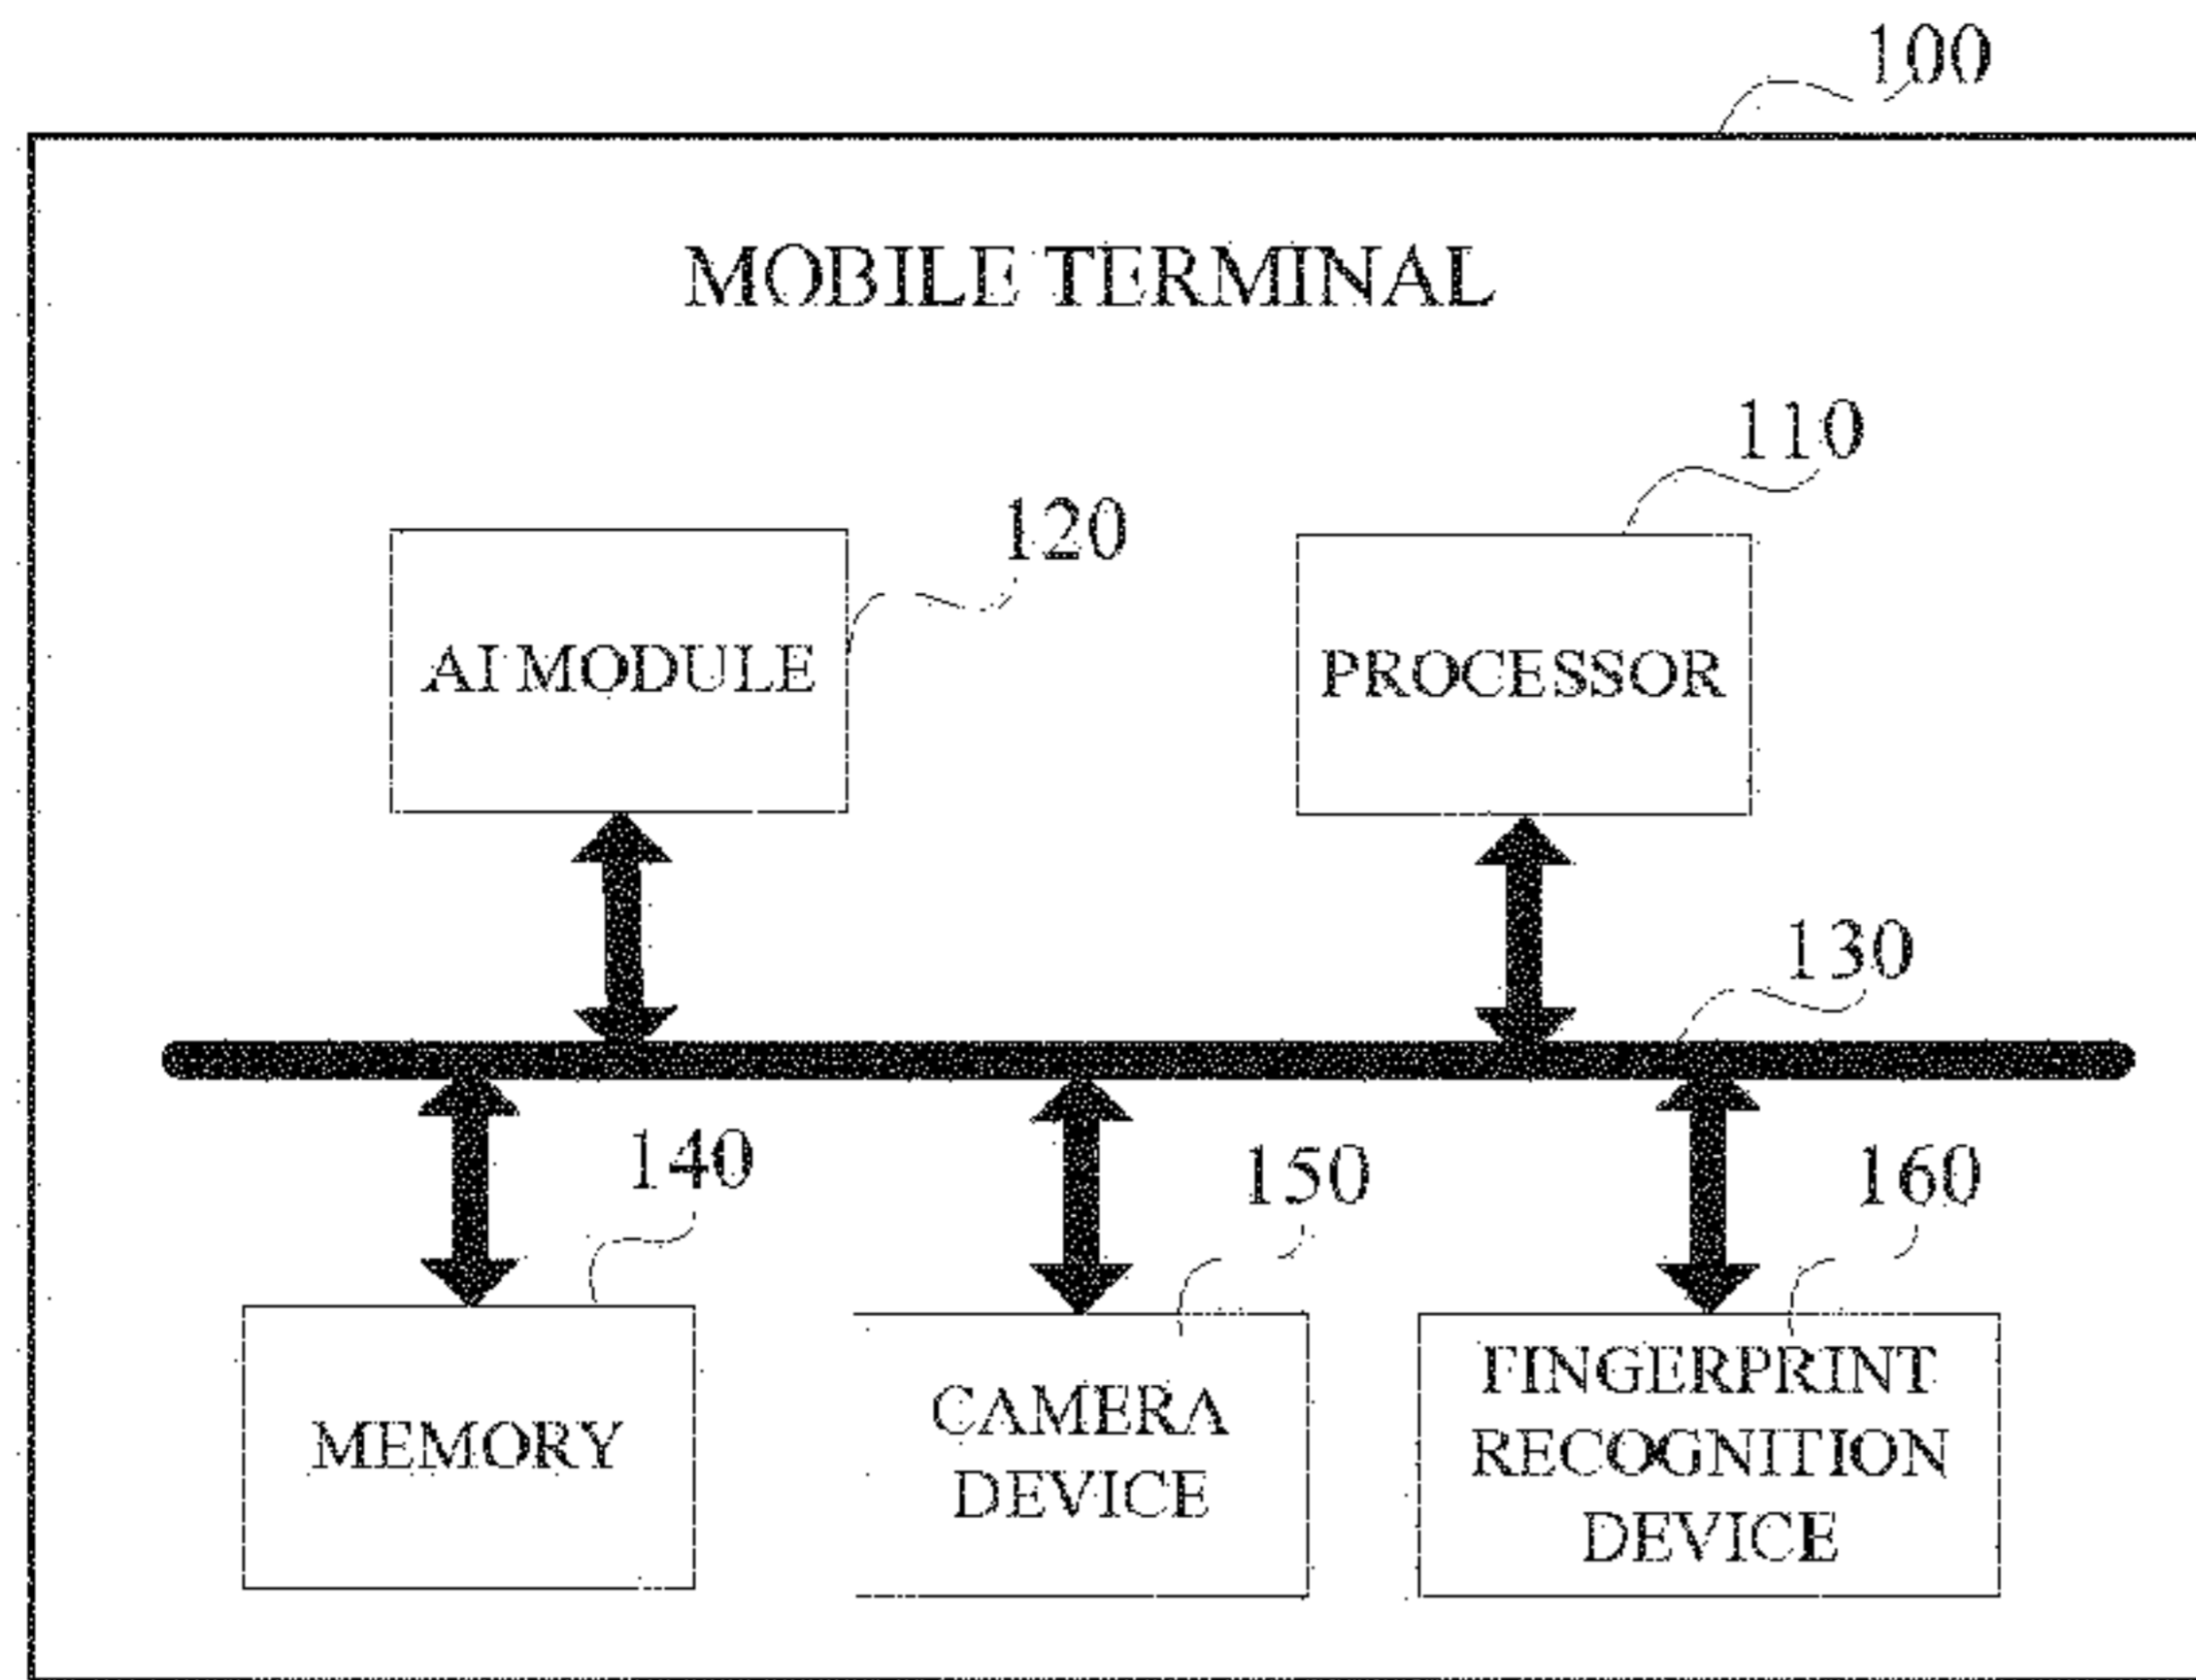 100
MOBILE TERMINAL
110
120
AI MODULE
PROCESSOR
130
140
150
160
MEMORY
CAMERA
DEVICE
FINGERPRINT
RECOGNITION
DEVICE